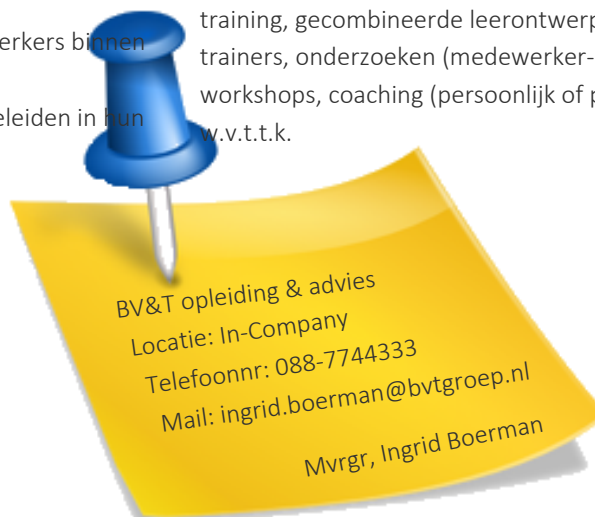 erkers binnen
eleiden in hun
training, gecombineerde leerontwerp
trainers, onderzoeken (medewerker-
workshops, coaching (persoonlijk of p
w.v.t.t.k.
BV&T opleiding & advies
Locatie: In-Company
Telefoonnr: 088-7744333
Mail: ingrid.boerman@bvtgroep.nl
Mvrgr, Ingrid Boerman